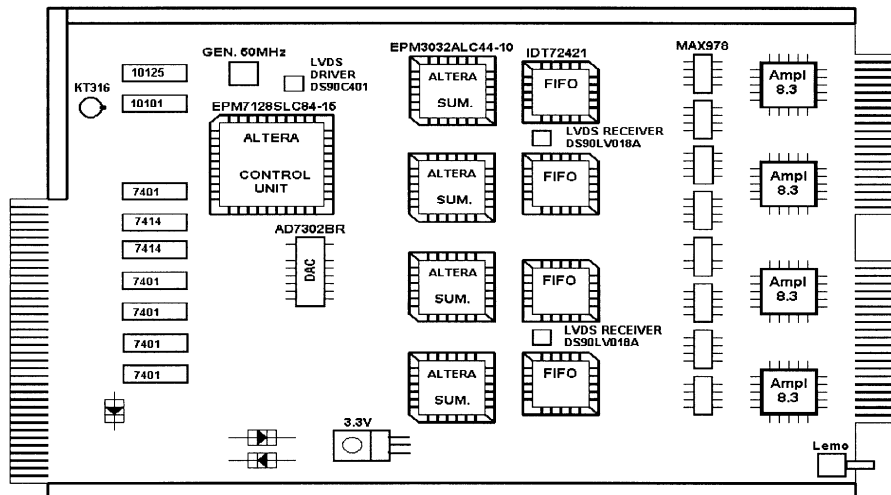 GEN. 50MHz
LVDS
DRIVER
DS90C401
EPM3032ALC44-10
IDT72421
MAX978
KT316
10125
10101
EPM7128SLC84-15
ALTERA
CONTROL
UNIT
ALTERA
SUM.
FIFO
Ampl
8.3
LVDS RECEIVER
DS90LV018A
7401
7414
7414
7401
7401
7401
7401
ALTERA
SUM.
FIFO
Ampl
8.3
AD7302BR
DAC
ALTERA
SUM.
FIFO
Ampl
8.3
LVDS RECEIVER
DS90LV018A
ALTERA
SUM.
FIFO
Ampl
8.3
3.3V
Lemo